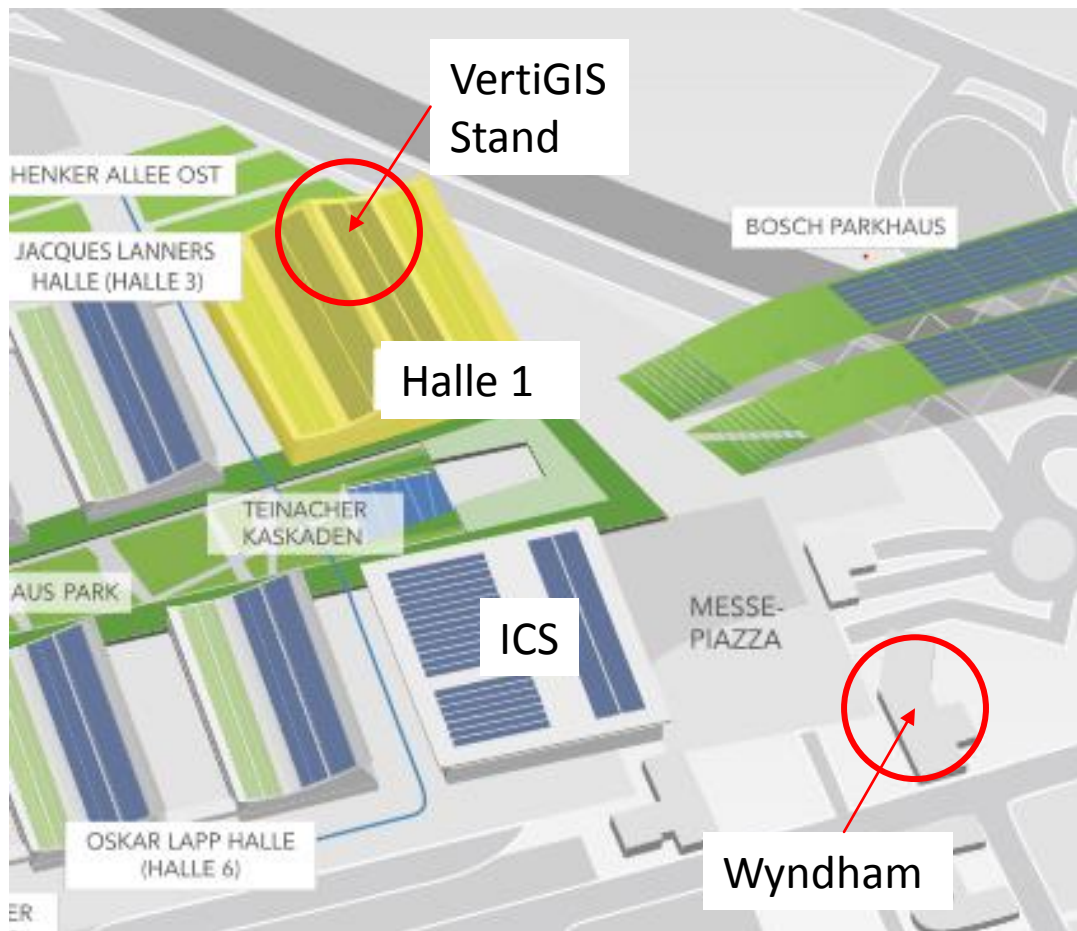 VertiGIS
Stand
HENKER ALLEE OST
BOSCH PARKHAUS
JACQUES LANNERS
HALLE (HALLE 3)
Halle 1
TEINACHER
KASKADEN
AUS PARK
MESSE-
PIAZZA
ICS
OSKAR LAPP HALLE
(HALLE 6)
Wyndham
ER